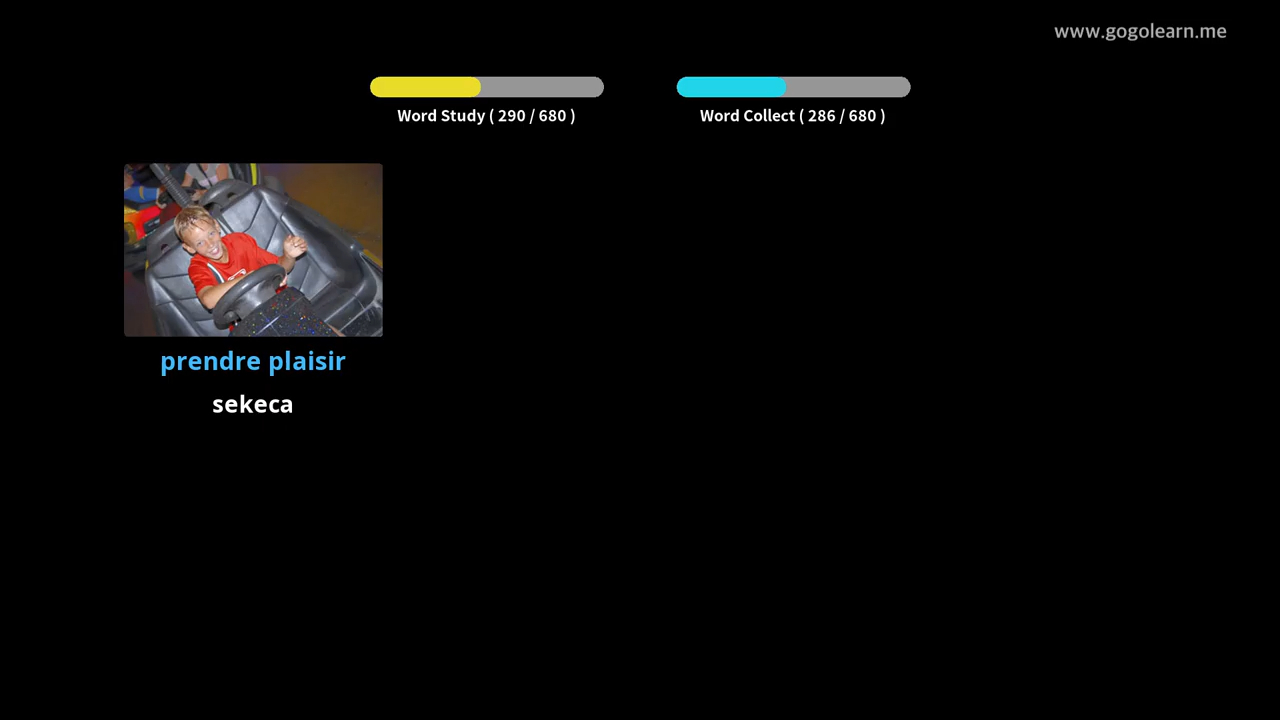 www.gogolearn.me
Word Study ( 290 / 680 )
Word Collect ( 286 / 680 )
prendre plaisir
sekeca